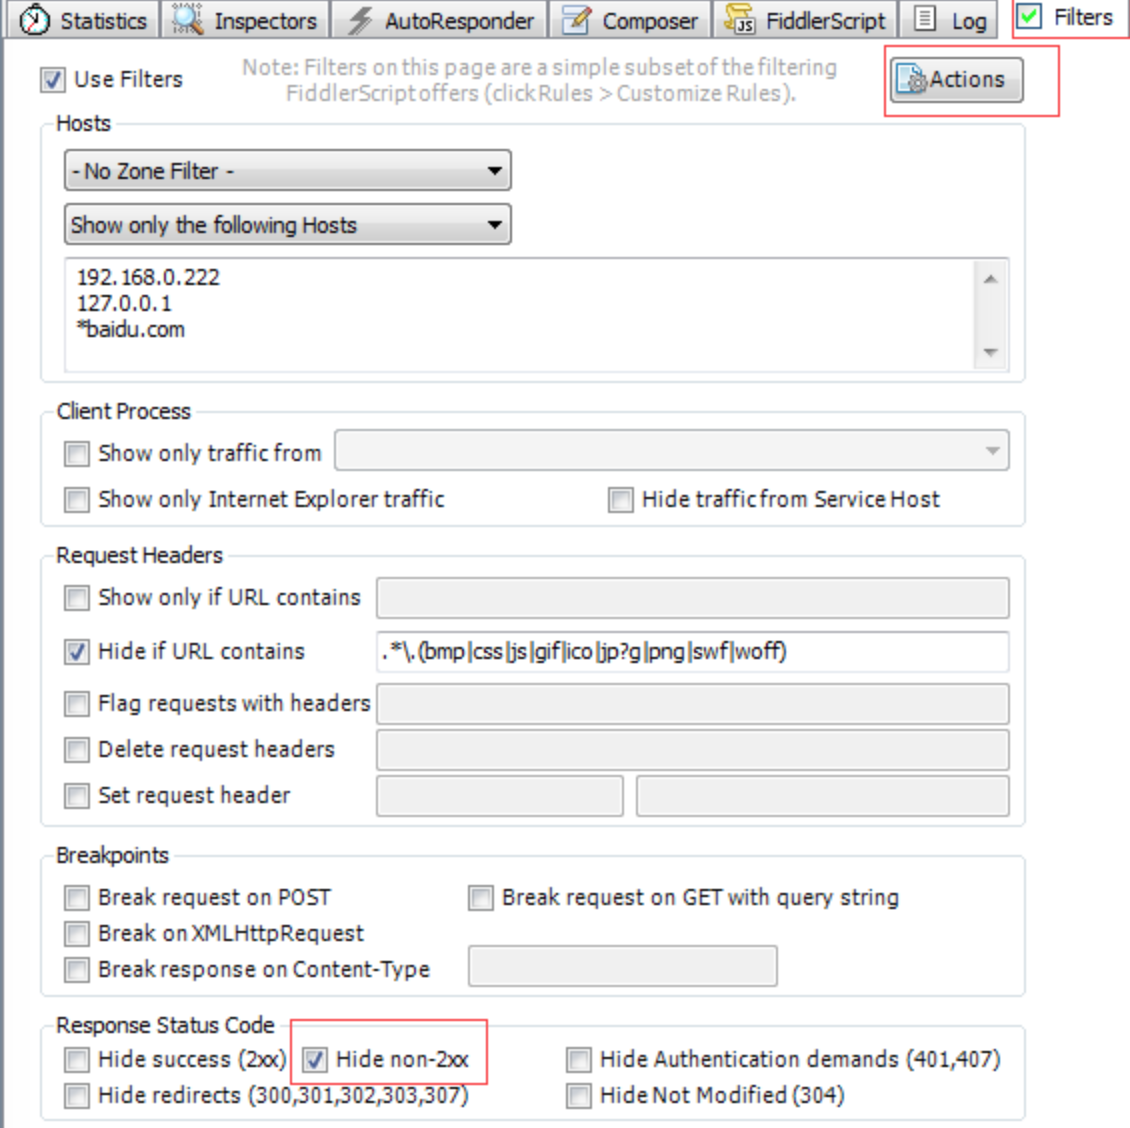 Statistics Inspectors AutoResponder Composer FiddlerScript Log Filters
Use Filters
Note: Filters on this page are a simple subset of the filtering
FiddlerScript offers (click Rules > Customize Rules).
Actions
Hosts
- No Zone Filter -
Show only the following Hosts
192.168.0.222
127.0.0.1
*baidu.com
Client Process
Show only traffic from
Show only Internet Explorer traffic Hide traffic from Service Host
Request Headers
Show only if URL contains
Hide if URL contains .*\.(bmp|css|js|gif|ico|jp?g|png|swf|woff)
Flag requests with headers
Delete request headers
Set request header
Breakpoints
Break request on POST Break request on GET with query string
Break on XMLHttpRequest
Break response on Content-Type
Response Status Code
Hide success (2xx) Hide non-2xx Hide Authentication demands (401,407)
Hide redirects (300,301,302,303,307) Hide Not Modified (304)